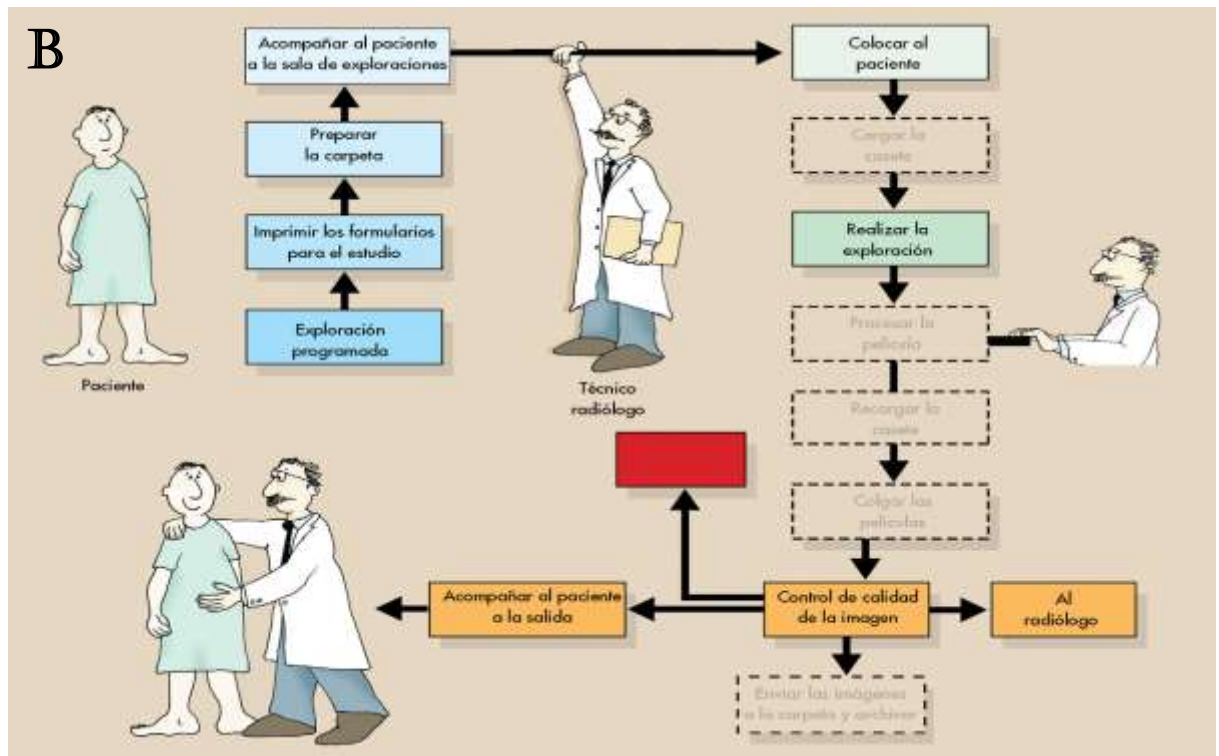 B
Acompañar al paciente
a la sala de exploraciones
Preparar
la carpeta
Imprimir los formularios
para el estudio
Exploración
programada
Paciente
Técnico
radiólogo
Colocar al
paciente
Cargar la
casete
Realizar la
exploración
Procesar la
película
Recargar la
casete
Colgar las
películas
Control de calidad
de la imagen
Al
radiólogo
Acompañar al paciente
a la salida
Enviar las imágenes
a la carpeta y archivar